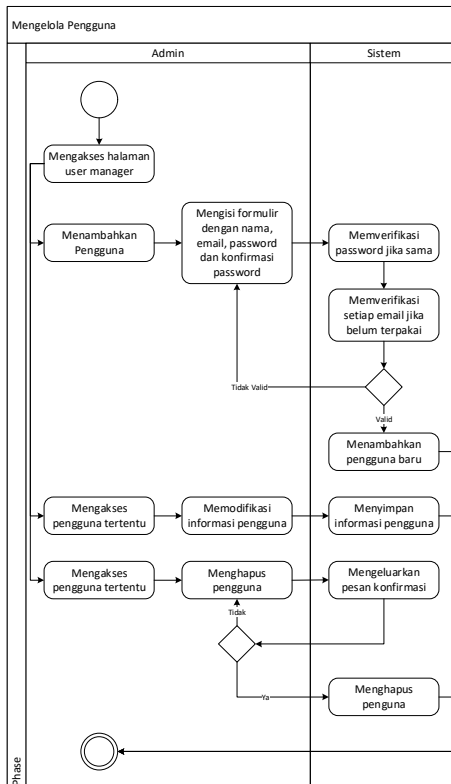 Mengelola Pengguna
Admin
Sistem
Mengakses halaman
user manager
Menambahkan
Pengguna
Mengisi formulir
dengan nama,
email, password
dan konfirmasi
password
Memverifikasi
password jika sama
Memverifikasi
setiap email jika
belum terpakai
Tidak Valid
Valid
Menambahkan
pengguna baru
Mengakses
pengguna tertentu
Memodifikasi
informasi pengguna
Menyimpan
informasi pengguna
Mengakses
pengguna tertentu
Menghapus
pengguna
Mengeluarkan
pesan konfirmasi
Tidak
Ya
Menghapus
penguna
Phase